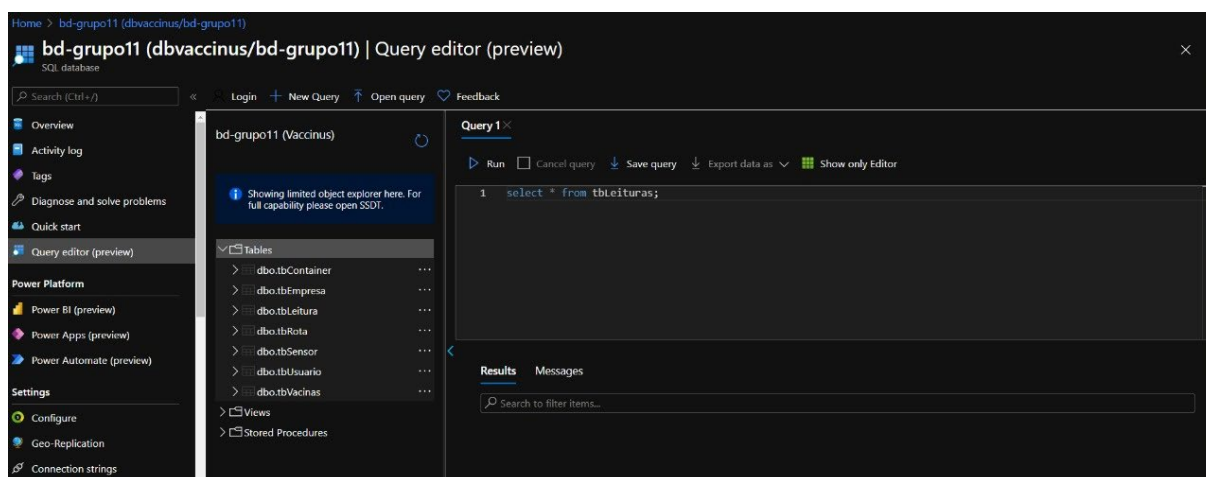 Home > bd-grupo11 (dbvaccinus/bd-grupo11)
bd-grupo11 (dbvaccinus/bd-grupo11) | Query editor (preview)
SQL database
Search (Ctrl+/)
«
Login
New Query
Open query
Feedback
Overview
Activity log
Tags
Diagnose and solve problems
Quick start
Query editor (preview)
Power Platform
Power BI (preview)
Power Apps (preview)
Power Automate (preview)
Settings
Configure
Geo-Replication
Connection strings
bd-grupo11 (Vaccinus)
Showing limited object explorer here. For
full capability please open SSDT.
Tables
dbo.tbContainer
dbo.tbEmpresa
dbo.tbLeitura
dbo.tbRota
dbo.tbSensor
dbo.tbUsuario
dbo.tbVacinas
Views
Stored Procedures
Query 1
Run
Cancel query
Save query
Export data as
Show only Editor
1 select * from tbLeituras;
Results Messages
Search to filter items...